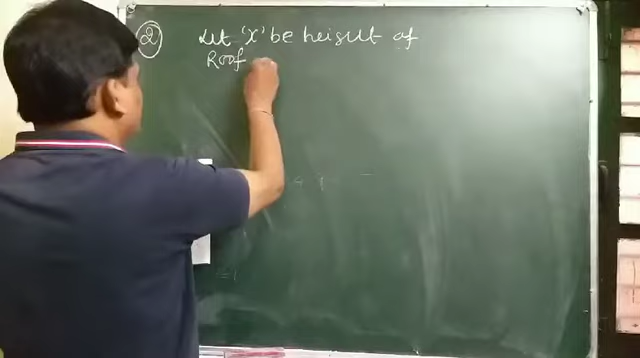 ② Let 'x' be height of
Roof